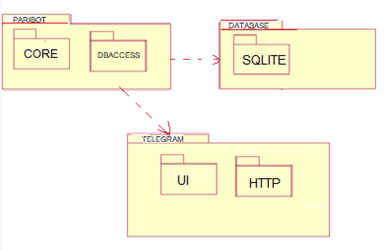 PARIBOT
CORE
DBACCESS
DATABASE
SQLITE
TELEGRAM
UI
HTTP